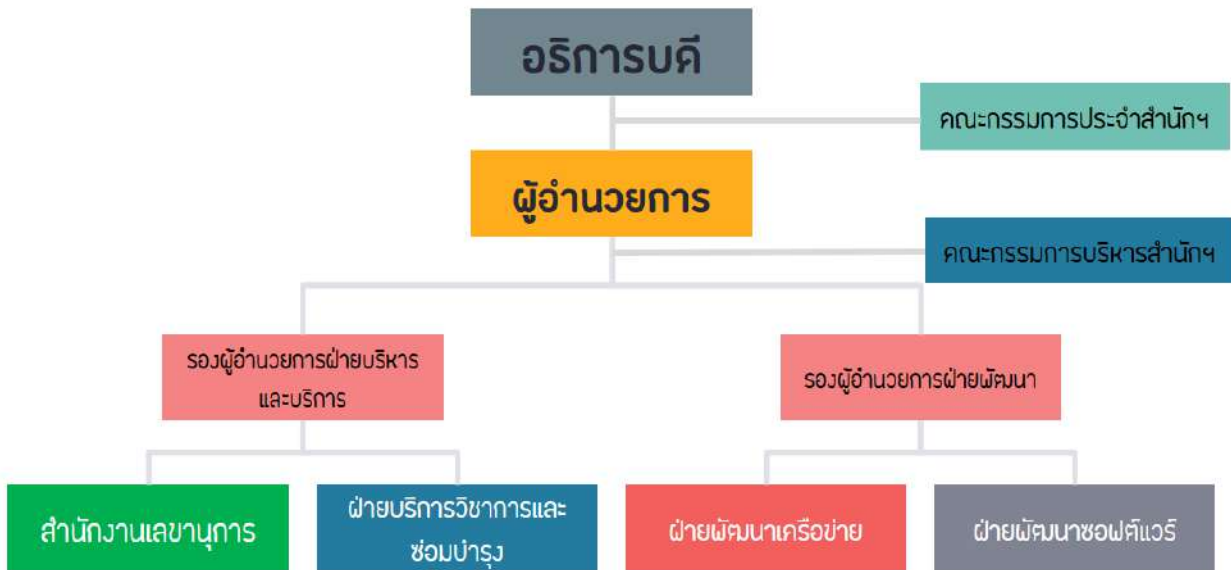 อธิการบดี
คณะกรรมการประจำสำนักฯ
ผู้อำนวยการ
คณะกรรมการบริหารสำนักฯ
รองผู้อำนวยการฝ่ายบริหาร
และบริการ
รองผู้อำนวยการฝ่ายพัฒนา
สำนักงานเลขานุการ
ฝ่ายบริการวิชาการและ
ซ่อมบำรุง
ฝ่ายพัฒนาเครือข่าย
ฝ่ายพัฒนาซอฟต์แวร์